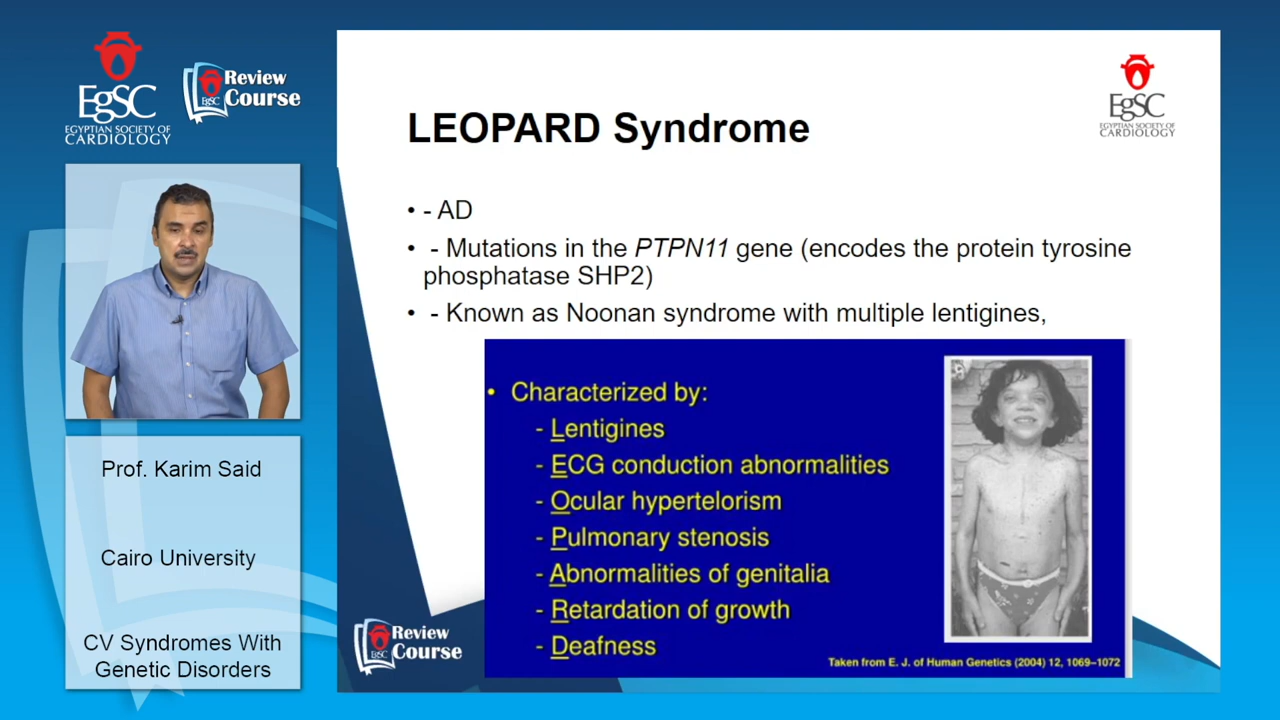 EgSC
EGYPTIAN SOCIETY OF
CARDIOLOGY
Review
Course
EgSC
EgSC
EGYPTIAN SOCIETY OF
CARDIOLOGY
LEOPARD Syndrome
• - AD
• - Mutations in the PTPN11 gene (encodes the protein tyrosine
phosphatase SHP2)
• - Known as Noonan syndrome with multiple lentigines,
• Characterized by:
- Lentigines
- ECG conduction abnormalities
- Ocular hypertelorism
- Pulmonary stenosis
- Abnormalities of genitalia
- Retardation of growth
- Deafness
Taken from E. J. of Human Genetics (2004) 12, 1069–1072
Review
Course
EgSC
Prof. Karim Said
Cairo University
CV Syndromes With
Genetic Disorders